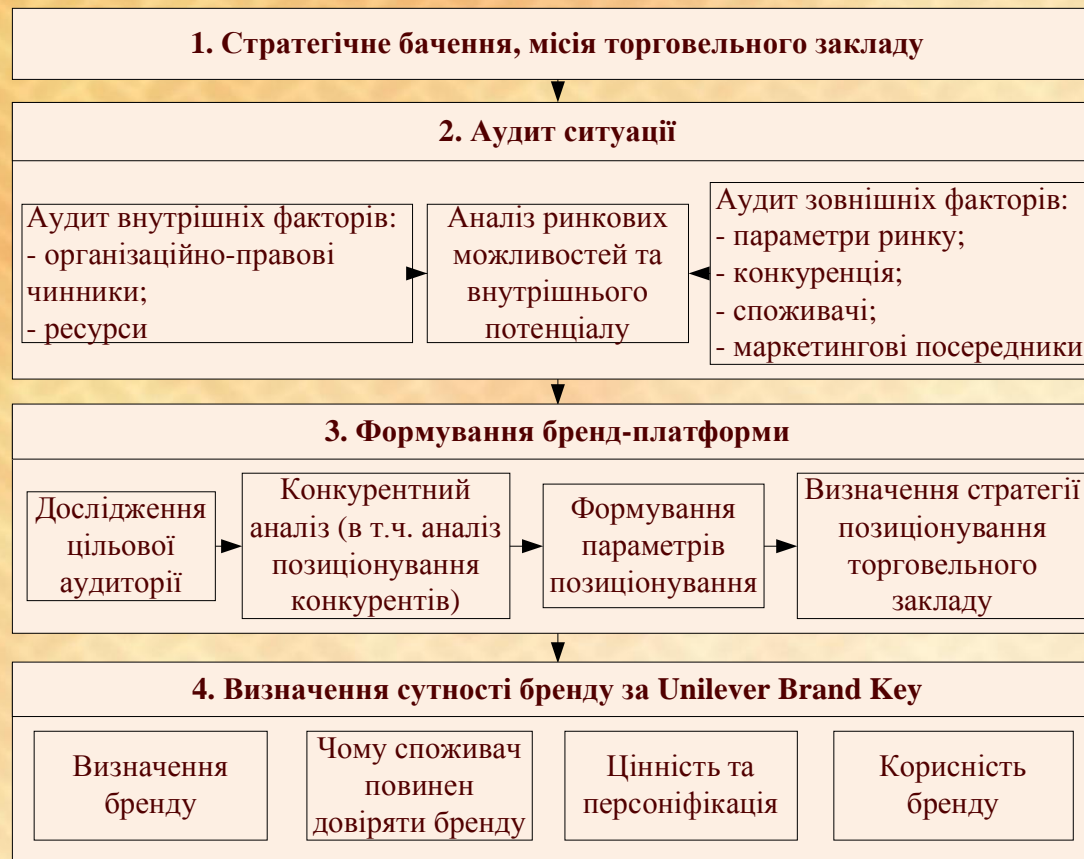 1. Стратегічне бачення, місія торговельного закладу
2. Аудит ситуації
Аудит внутрішніх факторів:
- організаційно-правові
чинники;
- ресурси
Аналіз ринкових
можливостей та
внутрішнього
потенціалу
Аудит зовнішніх факторів:
- параметри ринку;
- конкуренція;
- споживачі;
- маркетингові посередники
3. Формування бренд-платформи
Дослідження
цільової
аудиторії
Конкурентний
аналіз (в т.ч. аналіз
позиціонування
конкурентів)
Формування
параметрів
позиціонування
Визначення стратегії
позиціонування
торговельного
закладу
4. Визначення сутності бренду за Unilever Brand Key
Визначення
бренду
Чому споживач
повинен
довіряти бренду
Цінність та
персоніфікація
Корисність
бренду